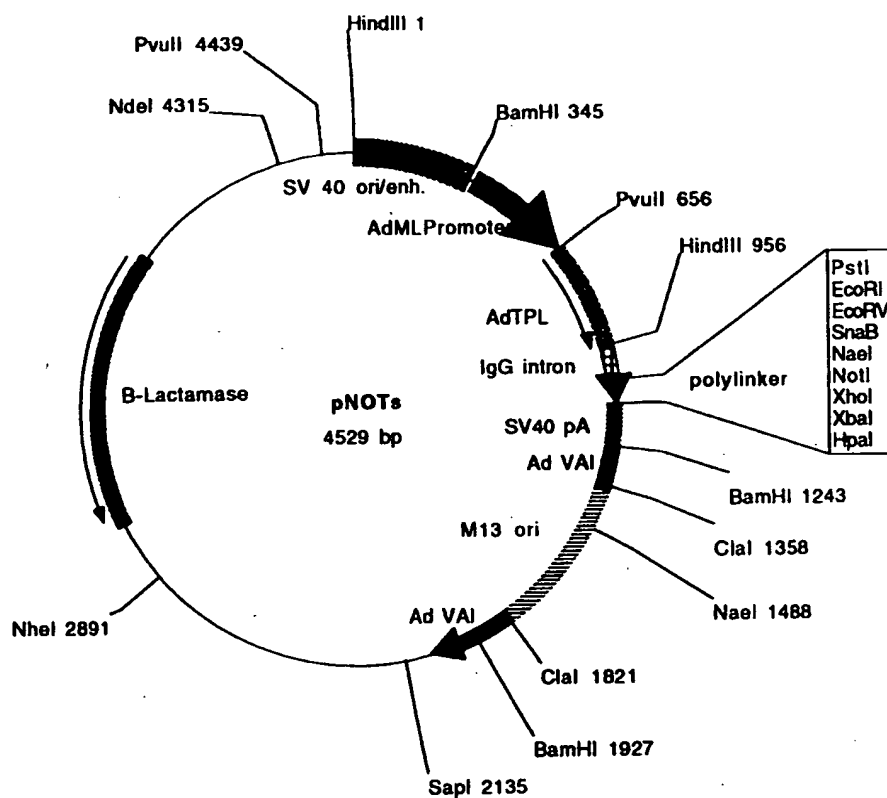 HindIII 1
PvuII 4439
NdeI 4315
BamHI 345
SV 40 ori/enh.
AdMLPromoter
PvuII 656
HindIII 956
PstI
EcoRI
EcoRV
SnaB
NaeI
NotI
XhoI
XbaI
HpaI
AdTPL
IgG intron
polylinker
B-Lactamase
pNOTs
4529 bp
SV40 pA
Ad VAI
BamHI 1243
ClaI 1358
M13 ori
NaeI 1488
NheI 2891
Ad VAI
ClaI 1821
BamHI 1927
SapI 2135